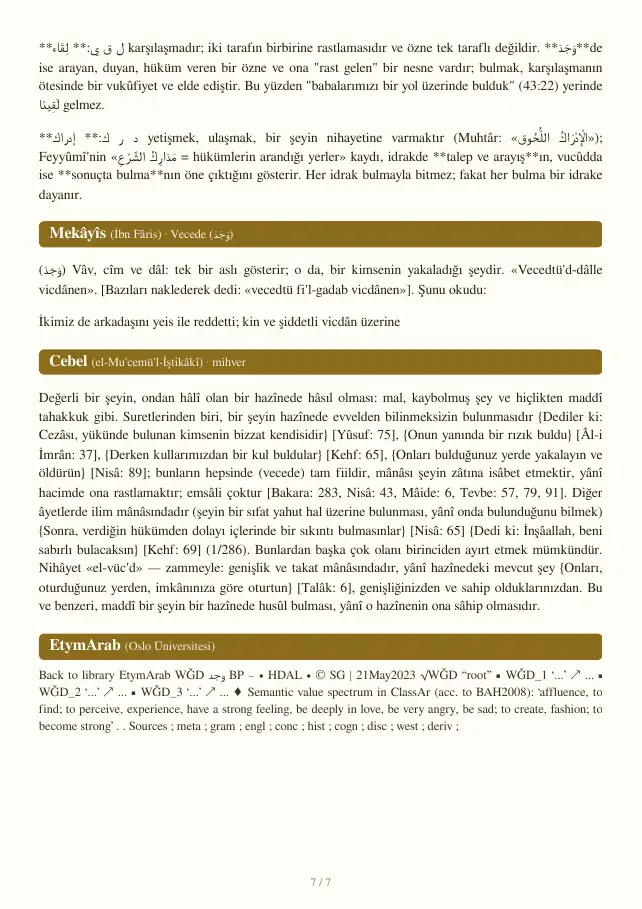 **لِقَاء **:ل ق ي karşılaşmadır; iki tarafın birbirine rastlamasıdır ve özne tek taraflı değildir. **وَجَدَ**de
ise arayan, duyan, hüküm veren bir özne ve ona "rast gelen" bir nesne vardır; bulmak, karşılaşmanın
ötesinde bir vukûfiyet ve elde ediştir. Bu yüzden "babalarımızı bir yol üzerinde bulduk" (43:22) yerinde
لَقِينَا gelmez.
**إدراك **:د ر ك yetişmek, ulaşmak, bir şeyin nihayetine varmaktır (Muhtâr: «الْإِدْرَاكُ اللُّحُوق»);
Feyyûmî'nin «مَدَارِكُ الشَّرْعِ = hükümlerin arandığı yerler» kaydı, idrakde **talep ve arayış**ın, vucûdda
ise **sonuçta bulma**nın öne çıktığını gösterir. Her idrak bulmayla bitmez; fakat her bulma bir idrake
dayanır.
Mekâyîs (İbn Fâris) · Vecede (وَجَدَ)
(وَجَدَ) Vâv, cîm ve dâl: tek bir aslı gösterir; o da, bir kimsenin yakaladığı şeydir. «Vecedtü'd-dâlle
vicdânen». [Bazıları naklederek dedi: «vecedtü fi'l-gadab vicdânen»]. Şunu okudu:
İkimiz de arkadaşını yeis ile reddetti; kin ve şiddetli vicdân üzerine
Cebel (el-Mu'cemü'l-İştikâkî) · mihver
Değerli bir şeyin, ondan hâlî olan bir hazînede hâsıl olması: mal, kaybolmuş şey ve hiçlikten maddî
tahakkuk gibi. Suretlerinden biri, bir şeyin hazînede evvelden bilinmeksizin bulunmasıdır {Dediler ki:
Cezâsı, yükünde bulunan kimsenin bizzat kendisidir} [Yûsuf: 75], {Onun yanında bir rızık buldu} [Âl-i
İmrân: 37], {Derken kullarımızdan bir kul buldular} [Kehf: 65], {Onları bulduğunuz yerde yakalayın ve
öldürün} [Nisâ: 89]; bunların hepsinde (vecede) tam fiildir, mânâsı şeyin zâtına isâbet etmektir, yânî
hacimde ona rastlamaktır; emsâli çoktur [Bakara: 283, Nisâ: 43, Mâide: 6, Tevbe: 57, 79, 91]. Diğer
âyetlerde ilim mânâsındadır (şeyin bir sıfat yahut hal üzerine bulunması, yânî onda bulunduğunu bilmek)
{Sonra, verdiğin hükümden dolayı içlerinde bir sıkıntı bulmasınlar} [Nisâ: 65] {Dedi ki: İnşâallah, beni
sabırlı bulacaksın} [Kehf: 69] (1/286). Bunlardan başka çok olanı birinciden ayırt etmek mümkündür.
Nihâyet «el-vüc'd» — zammeyle: genişlik ve takat mânâsındadır, yânî hazînedeki mevcut şey {Onları,
oturduğunuz yerden, imkânınıza göre oturtun} [Talâk: 6], genişliğinizden ve sahip olduklarınızdan. Bu
ve benzeri, maddî bir şeyin bir hazînede husûl bulması, yânî o hazînenin ona sâhip olmasıdır.
EtymArab (Oslo Üniversitesi)
Back to library EtymArab WǦD وجد BP – • HDAL • © SG | 21May2023 √WǦD “root” ▪ WǦD_1 ‘...’ ↗ ... ▪
WǦD_2 ‘...’ ↗ ... ▪ WǦD_3 ‘...’ ↗ ... ♦ Semantic value spectrum in ClassAr (acc. to BAH2008): ‘affluence, to
find; to perceive, experience, have a strong feeling, be deeply in love, be very angry, be sad; to create, fashion; to
become strong’ . . Sources ; meta ; gram ; engl ; conc ; hist ; cogn ; disc ; west ; deriv ;
7 / 7